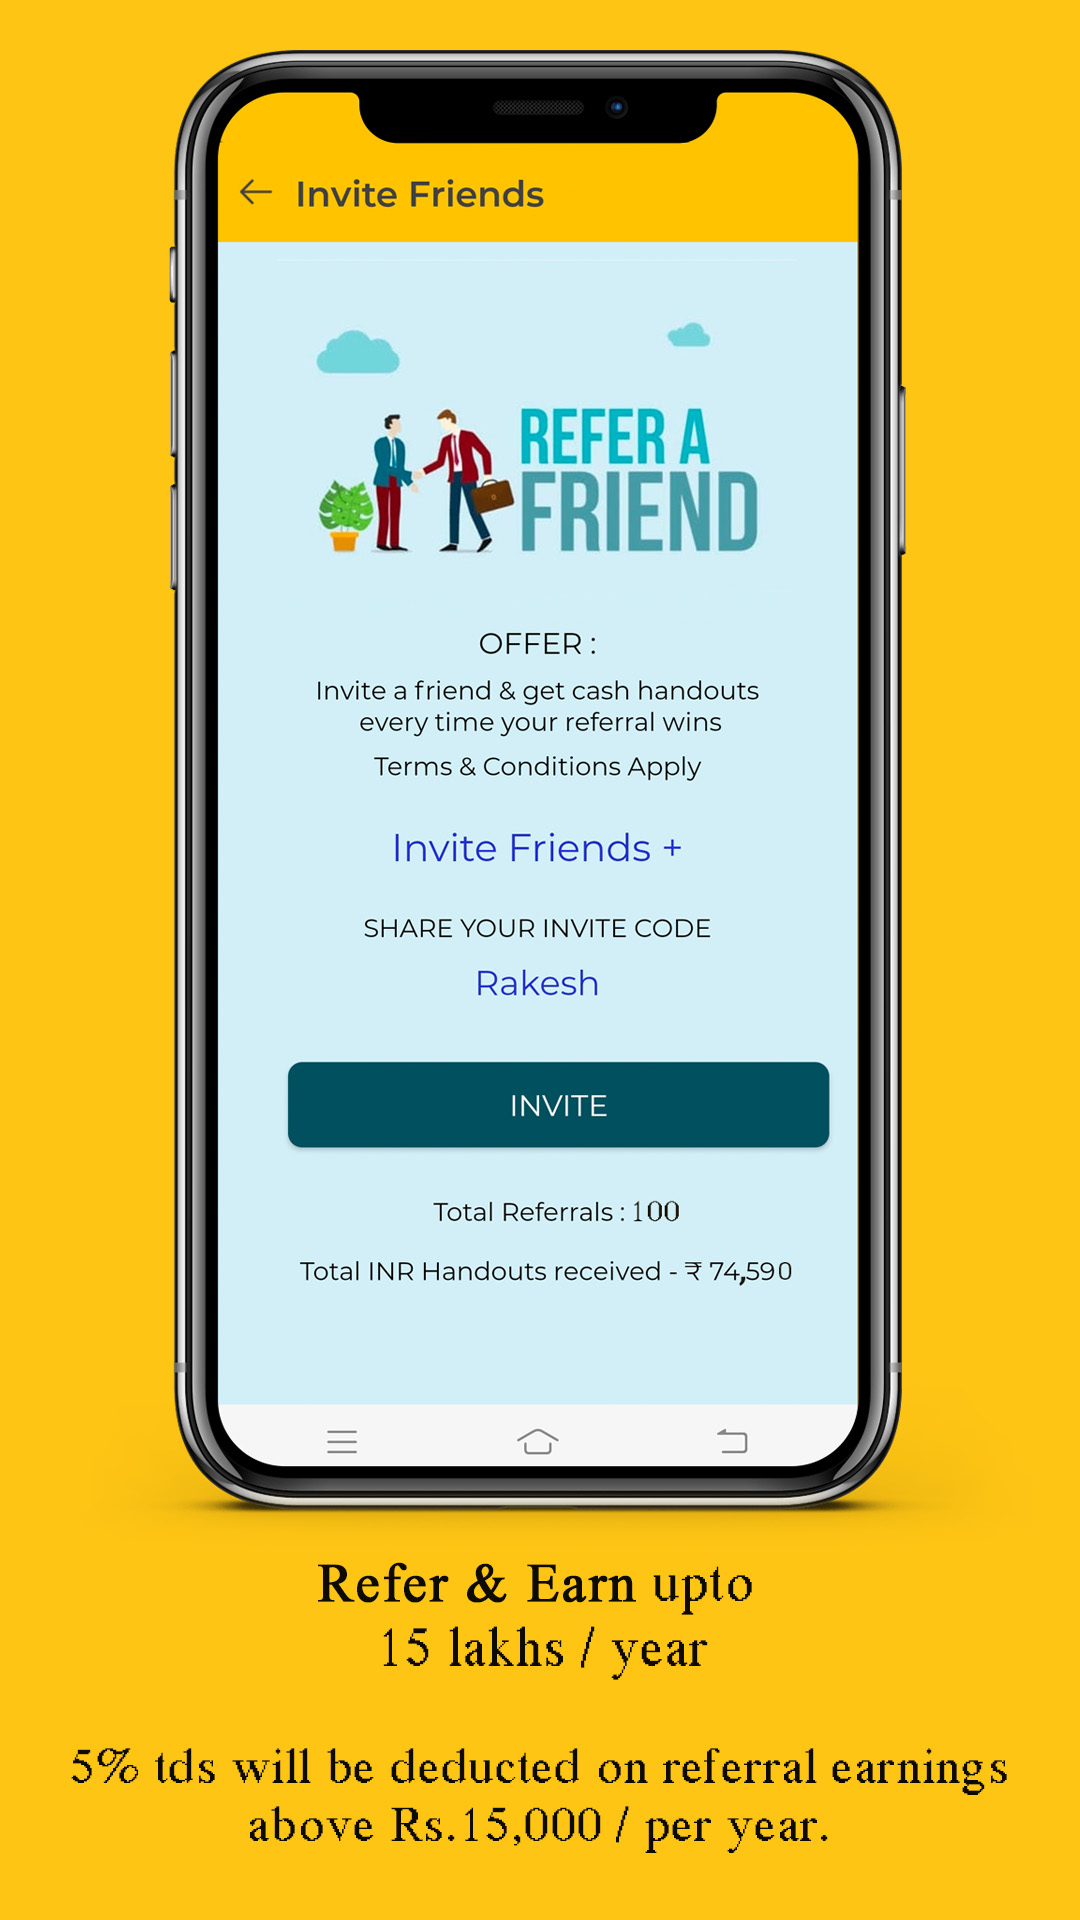 Invite Friends
REFER A
FRIEND
OFFER :
Invite a friend & get cash handouts
every time your referral wins
Terms & Conditions Apply
Invite Friends +
SHARE YOUR INVITE CODE
Rakesh
INVITE
Total Referrals : 100
Total INR Handouts received - ₹ 74,590
Refer & Earn upto
15 lakhs / year
5% tds will be deducted on referral earnings
above Rs.15,000 / per year.